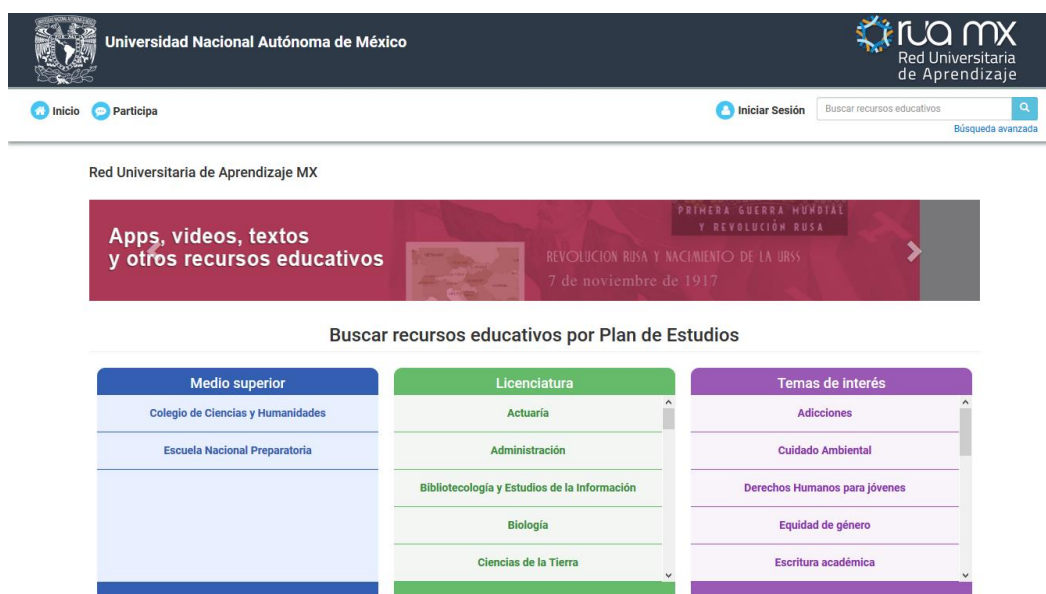 Universidad Nacional Autónoma de México
rua mx
Red Universitaria
de Aprendizaje
Inicio
Participa
Iniciar Sesión
Buscar recursos educativos
Búsqueda avanzada
Red Universitaria de Aprendizaje MX
Apps, videos, textos
y otros recursos educativos
PRIMERA GUERRA MUNDIAL
Y REVOLUCIÓN RUSA
REVOLUCION RUSA Y NACIMIENTO DE LA URSS
7 de noviembre de 1917
Buscar recursos educativos por Plan de Estudios
Medio superior
Colegio de Ciencias y Humanidades
Escuela Nacional Preparatoria
Licenciatura
Actuaría
Administración
Bibliotecología y Estudios de la Información
Biología
Ciencias de la Tierra
Temas de interés
Adicciones
Cuidado Ambiental
Derechos Humanos para jóvenes
Equidad de género
Escritura académica